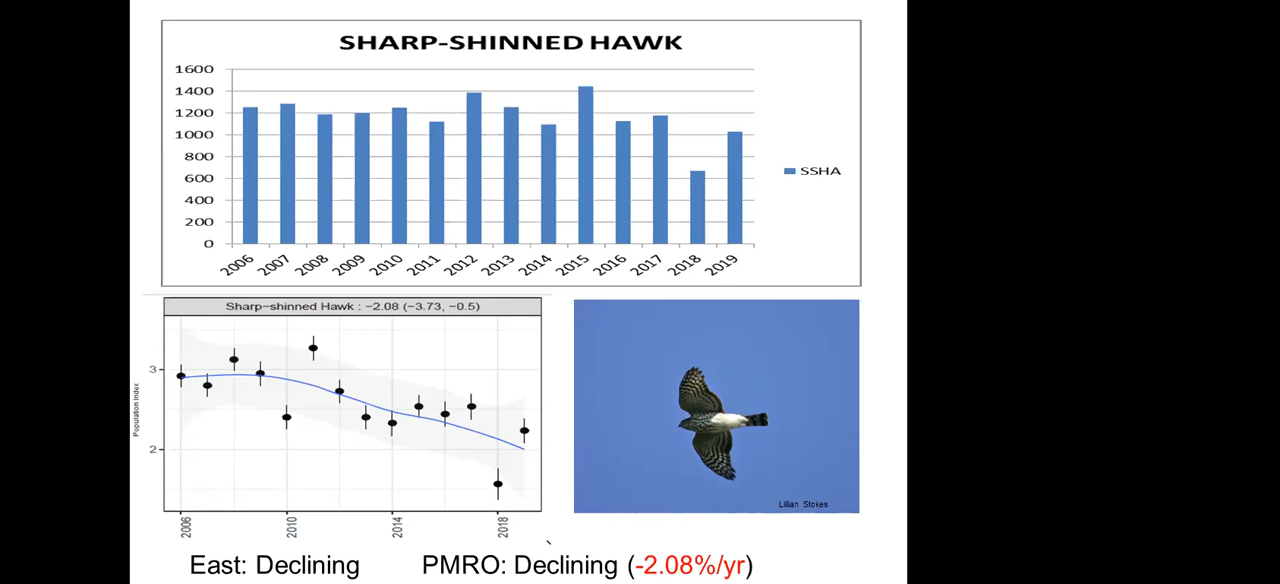 SHARP-SHINNED HAWK
1600
1400
1200
1000
800
600
400
200
0
2006 2007 2008 2009 2010 2011 2012 2013 2014 2015 2016 2017 2018 2019
SSHA
Sharp−shinned Hawk : −2.08 (−3.73, −0.5)
Population Index
3
2
2006 2010 2014 2018
Lillian Stokes
East: Declining PMRO: Declining (-2.08%/yr)